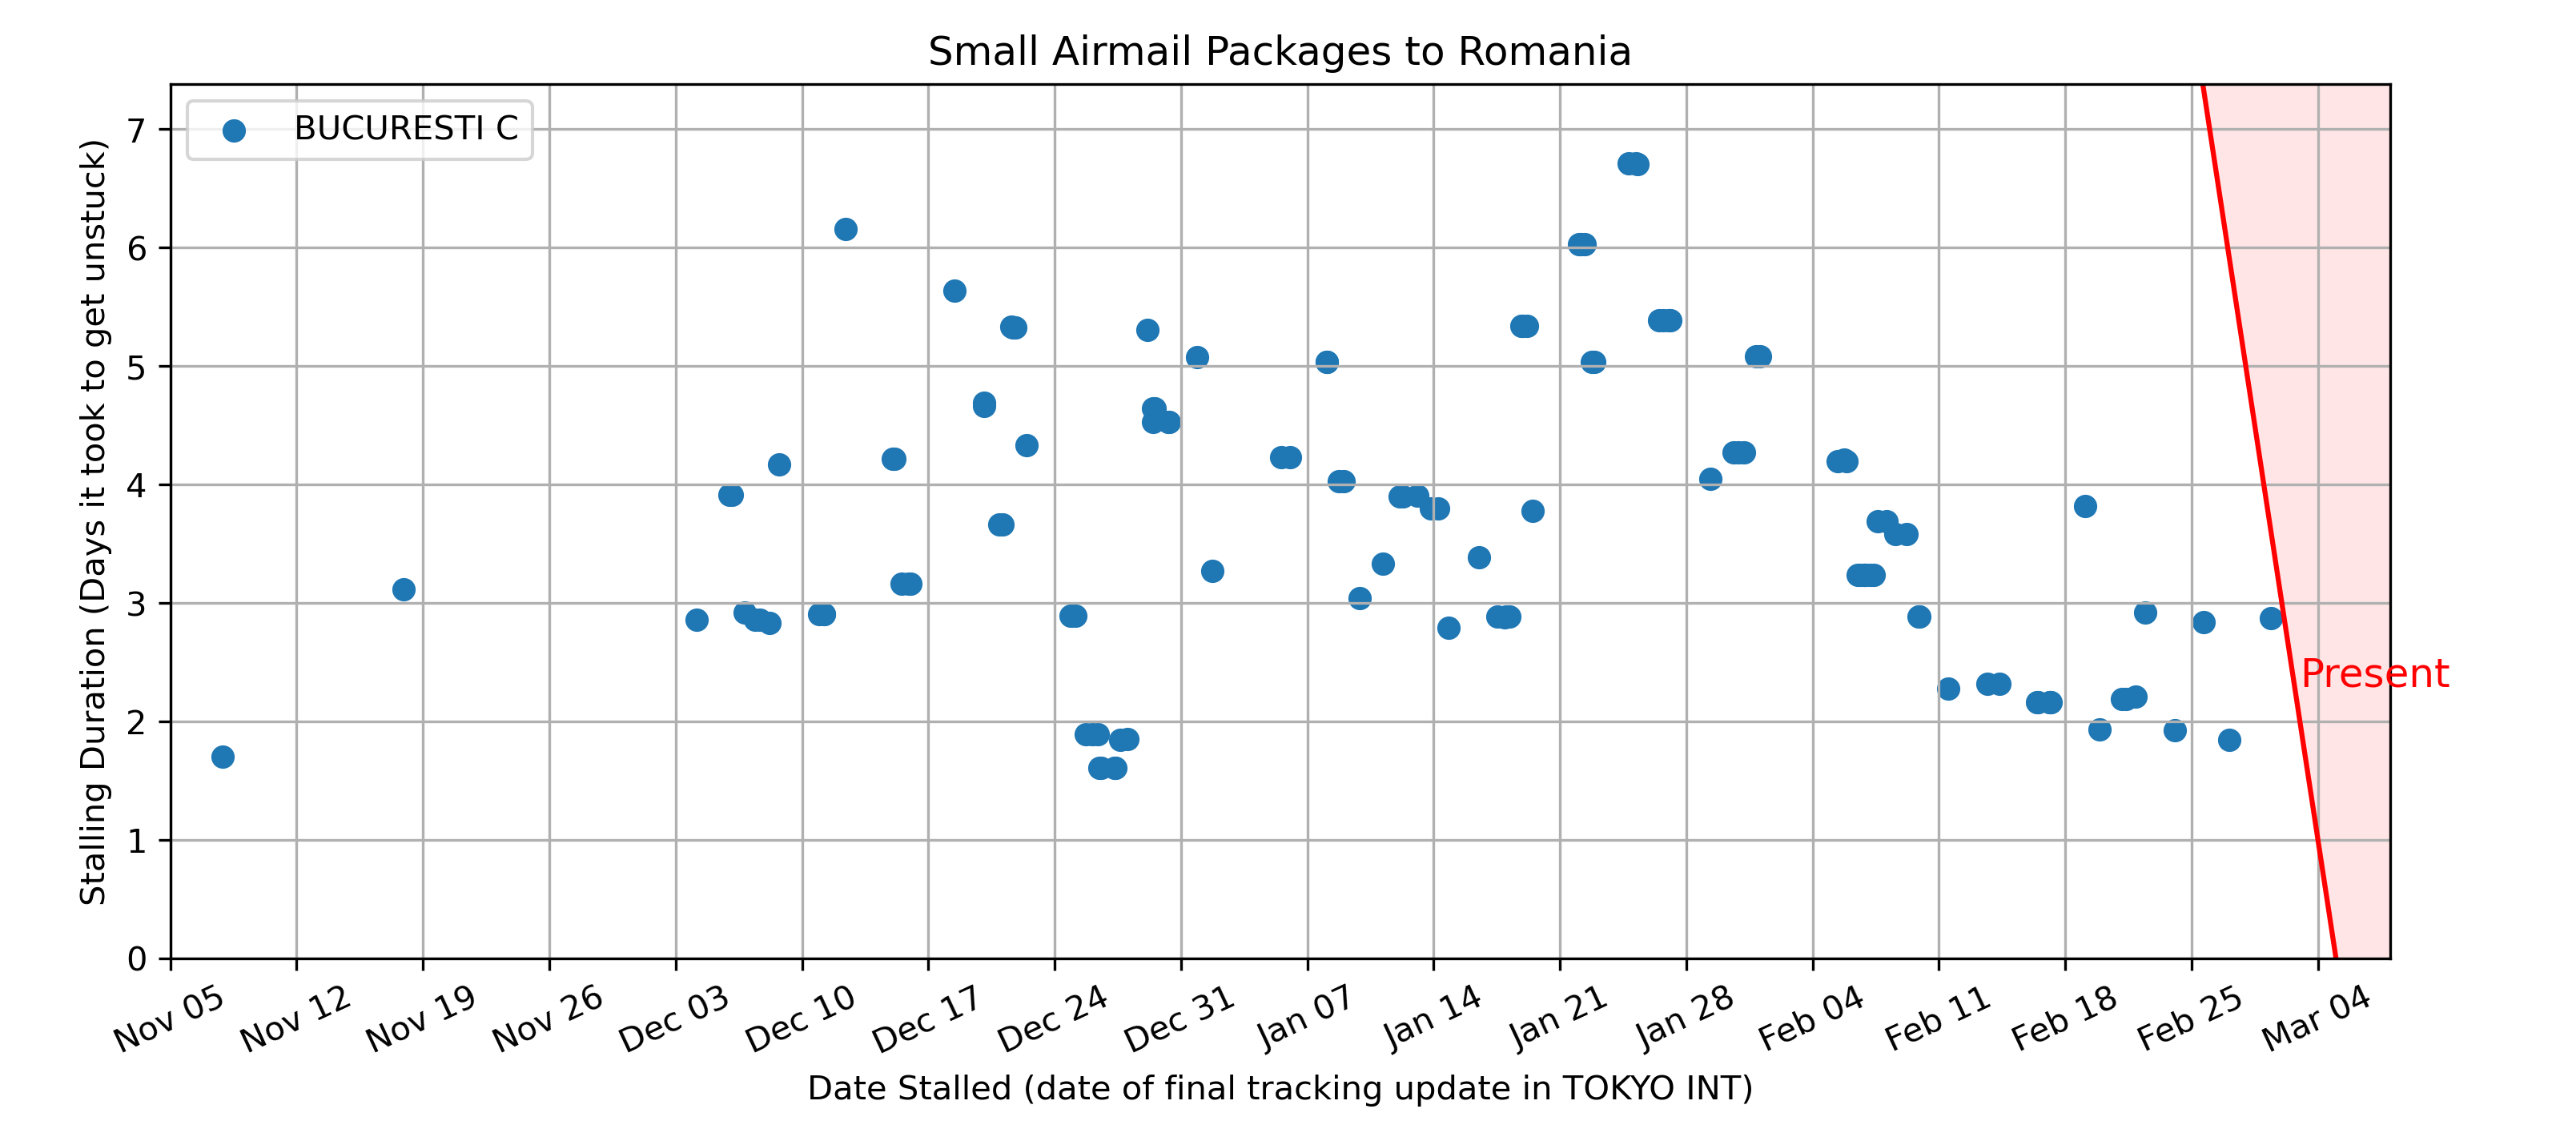 Small Airmail Packages to Romania
BUCURESTI C
Stalling Duration (Days it took to get unstuck)
7
6
5
4
3
2
1
0
Present
Nov 05
Nov 12
Nov 19
Nov 26
Dec 03
Dec 10
Dec 17
Dec 24
Dec 31
Jan 07
Jan 14
Jan 21
Jan 28
Feb 04
Feb 11
Feb 18
Feb 25
Mar 04
Date Stalled (date of final tracking update in TOKYO INT)